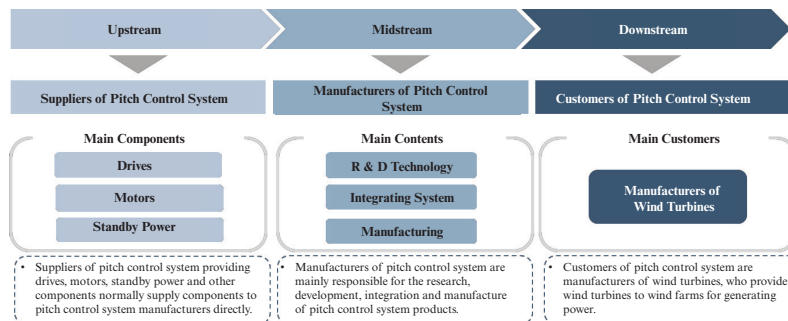 Upstream
Midstream
Downstream
Suppliers of Pitch Control System
Manufacturers of Pitch Control
System
Customers of Pitch Control System
Main Components
Drives
Motors
Standby Power
Main Contents
R & D Technology
Integrating System
Manufacturing
Main Customers
Manufacturers of
Wind Turbines
• Suppliers of pitch control system providing
drives, motors, standby power and other
components normally supply components to
pitch control system manufacturers directly.
• Manufacturers of pitch control system are
mainly responsible for the research,
development, integration and manufacture
of pitch control system products.
• Customers of pitch control system are
manufacturers of wind turbines, who provide
wind turbines to wind farms for generating
power.